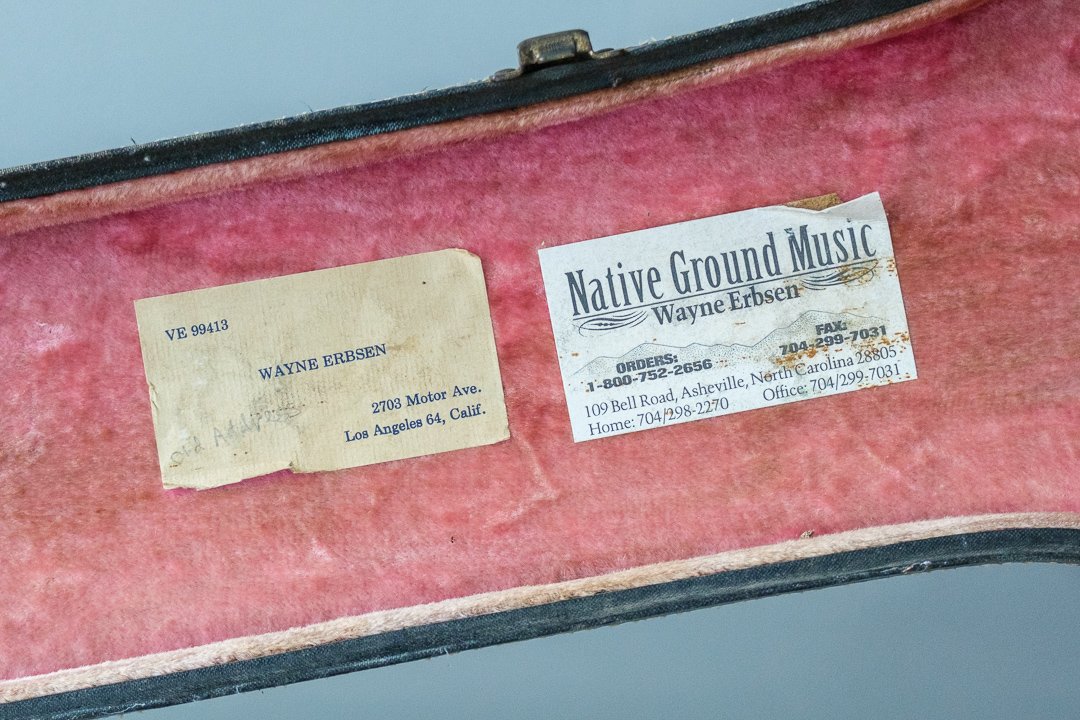 VE 99413
WAYNE ERBSEN
2703 Motor Ave.
Los Angeles 64, Calif.
Old Address
Native Ground Music
Wayne Erbsen
ORDERS:
1-800-752-2656
FAX:
704-299-7031
109 Bell Road, Asheville, North Carolina 28805
Home: 704/298-2270 Office: 704/299-7031